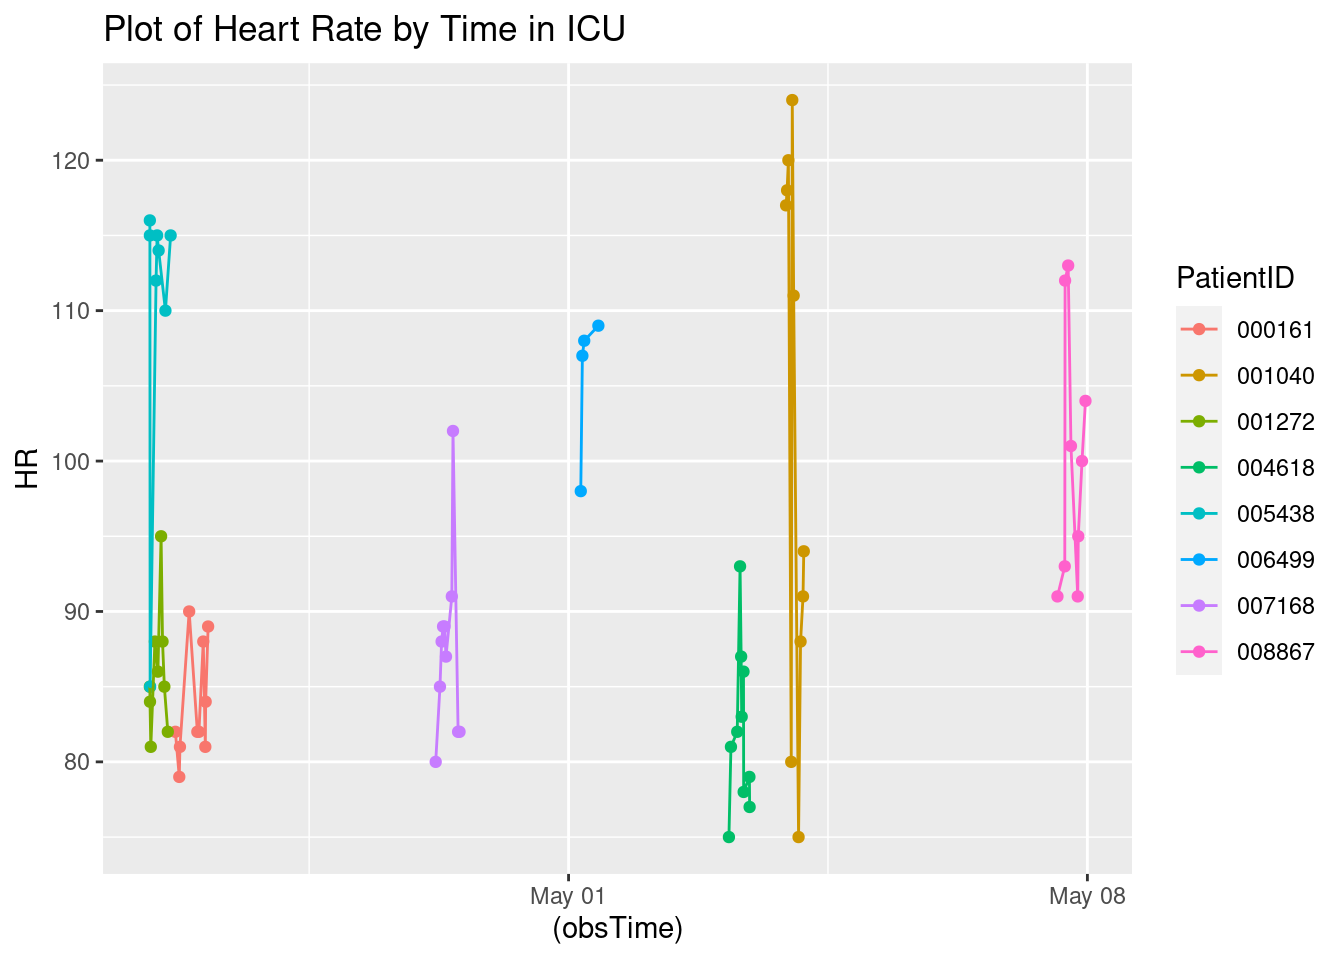 Plot of Heart Rate by Time in ICU
120
110
100
90
80
HR
May 01
May 08
(obsTime)
PatientID
000161
001040
001272
004618
005438
006499
007168
008867